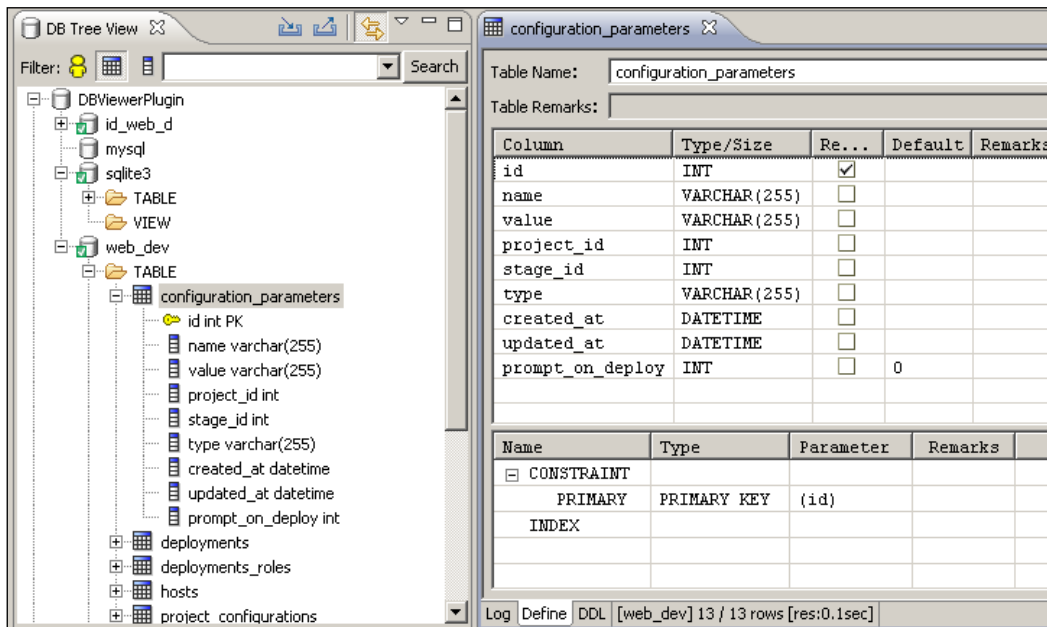 DB Tree View
Filter:
Search
DBViewerPlugin
id_web_d
mysql
sqlite3
TABLE
VIEW
web_dev
TABLE
configuration_parameters
id int PK
name varchar(255)
value varchar(255)
project_id int
stage_id int
type varchar(255)
created_at datetime
updated_at datetime
prompt_on_deploy int
deployments
deployments_roles
hosts
project_configurations
configuration_parameters
Table Name: configuration_parameters
Table Remarks:
Column Type/Size Re... Default Remarks
id INT
name VARCHAR(255)
value VARCHAR(255)
project_id INT
stage_id INT
type VARCHAR(255)
created_at DATETIME
updated_at DATETIME
prompt_on_deploy INT 0
Name Type Parameter Remarks
CONSTRAINT
PRIMARY PRIMARY KEY (id)
INDEX
Log Define DDL [web_dev] 13 / 13 rows [res:0.1sec]